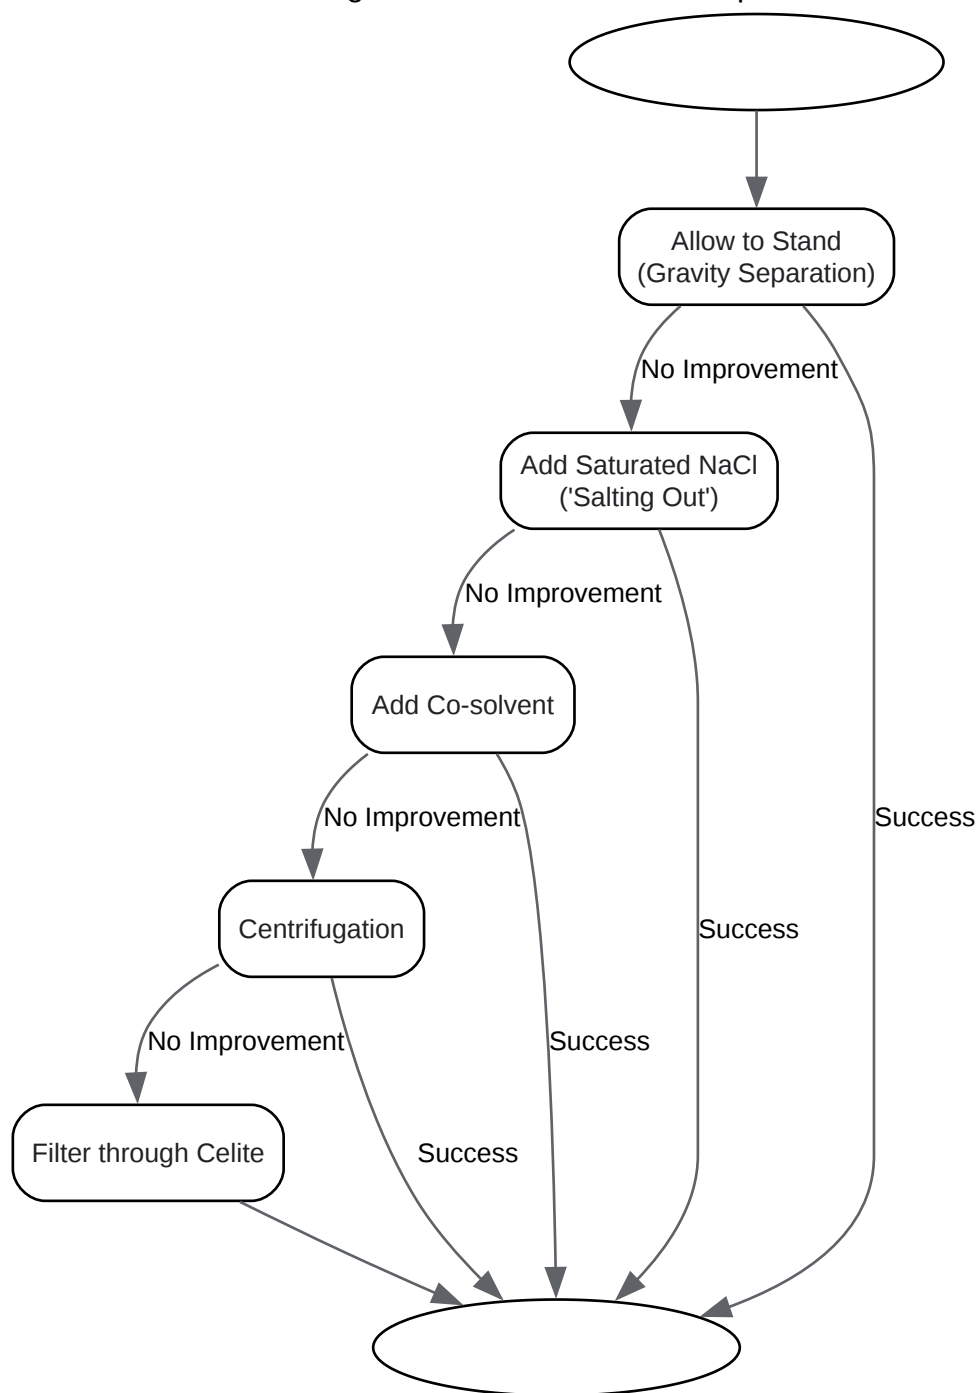 Allow to Stand
(Gravity Separation)
No Improvement
Add Saturated NaCl
('Salting Out')
No Improvement
Add Co-solvent
No Improvement
Success
Centrifugation
Success
No Improvement
Success
Filter through Celite
Success